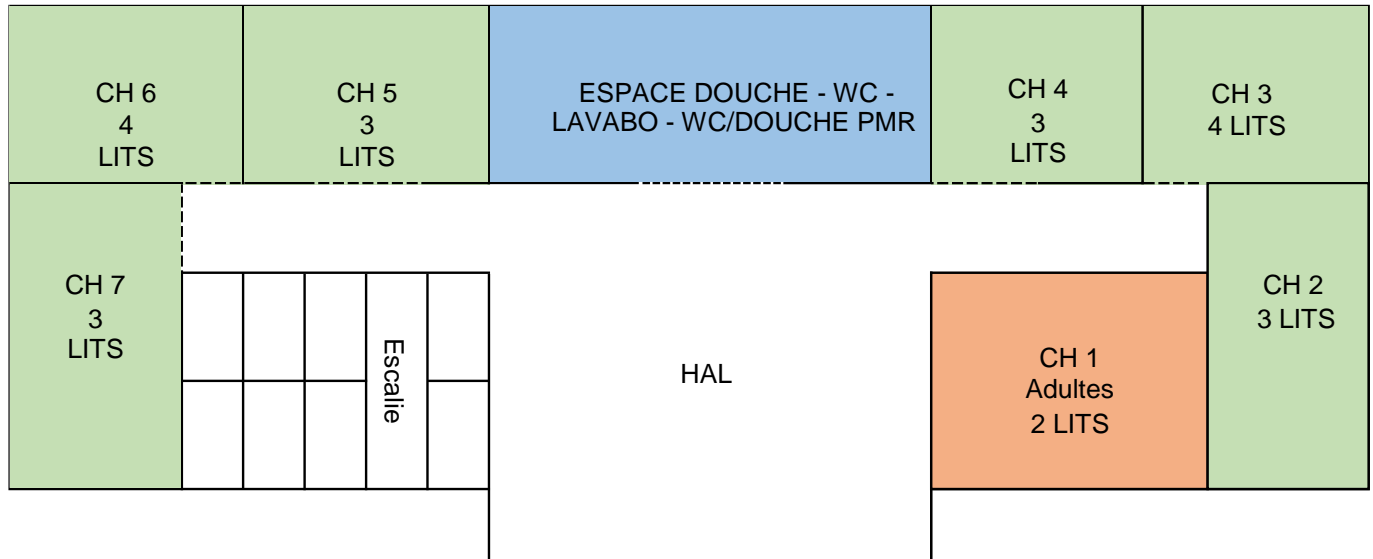 CH 6
4
LITS
CH 5
3
LITS
ESPACE DOUCHE - WC -
LAVABO - WC/DOUCHE PMR
CH 4
3
LITS
CH 3
4 LITS
CH 7
3
LITS
Escalie
HAL
CH 1
Adultes
2 LITS
CH 2
3 LITS